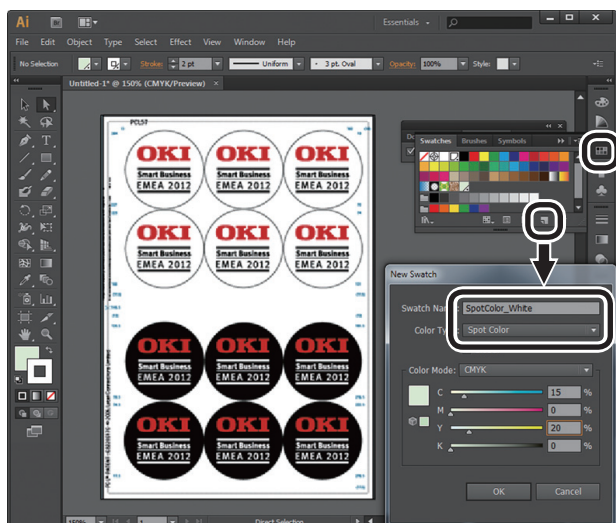 Ai Br Essentials
File Edit Object Type Select Effect View Window Help
No Selection Stroke: 2 pt Uniform 3 pt. Oval Opacity: 100% Style:
Untitled-1* @ 150% (CMYK/Preview) ×
PCL57
OKI OKI OKI
Smart Business Smart Business Smart Business
EMEA 2012 EMEA 2012 EMEA 2012
OKI OKI OKI
Smart Business Smart Business Smart Business
EMEA 2012 EMEA 2012 EMEA 2012
OKI OKI OKI
Smart Business Smart Business Smart Business
EMEA 2012 EMEA 2012 EMEA 2012
OKI OKI OKI
Smart Business Smart Business Smart Business
EMEA 2012 EMEA 2012 EMEA 2012
Swatches Brushes Symbols
New Swatch
Swatch Name: SpotColor_White
Color Type: Spot Color
Color Mode: CMYK
C 15 %
M 0 %
Y 20 %
K 0 %
OK Cancel
150% 1 Direct Selection